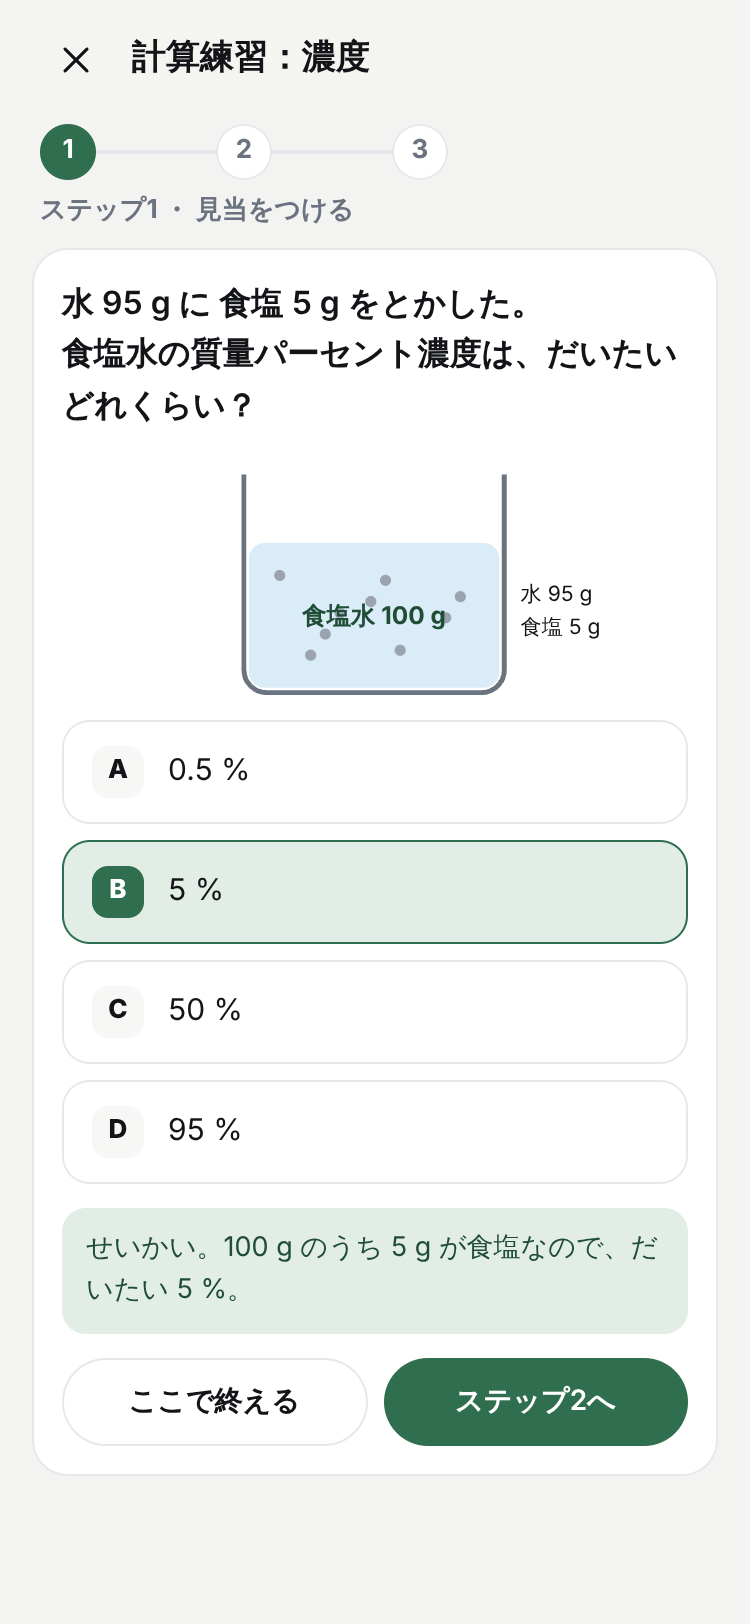 計算練習：濃度
1
2
3
ステップ1 ・ 見当をつける
水 95 g に 食塩 5 g をとかした。
食塩水の質量パーセント濃度は、だいたい
どれくらい？
食塩水 100 g
水 95 g
食塩 5 g
A 0.5 %
B 5 %
C 50 %
D 95 %
せいかい。100 g のうち 5 g が食塩なので、だ
いたい 5 %。
ここで終える
ステップ2へ